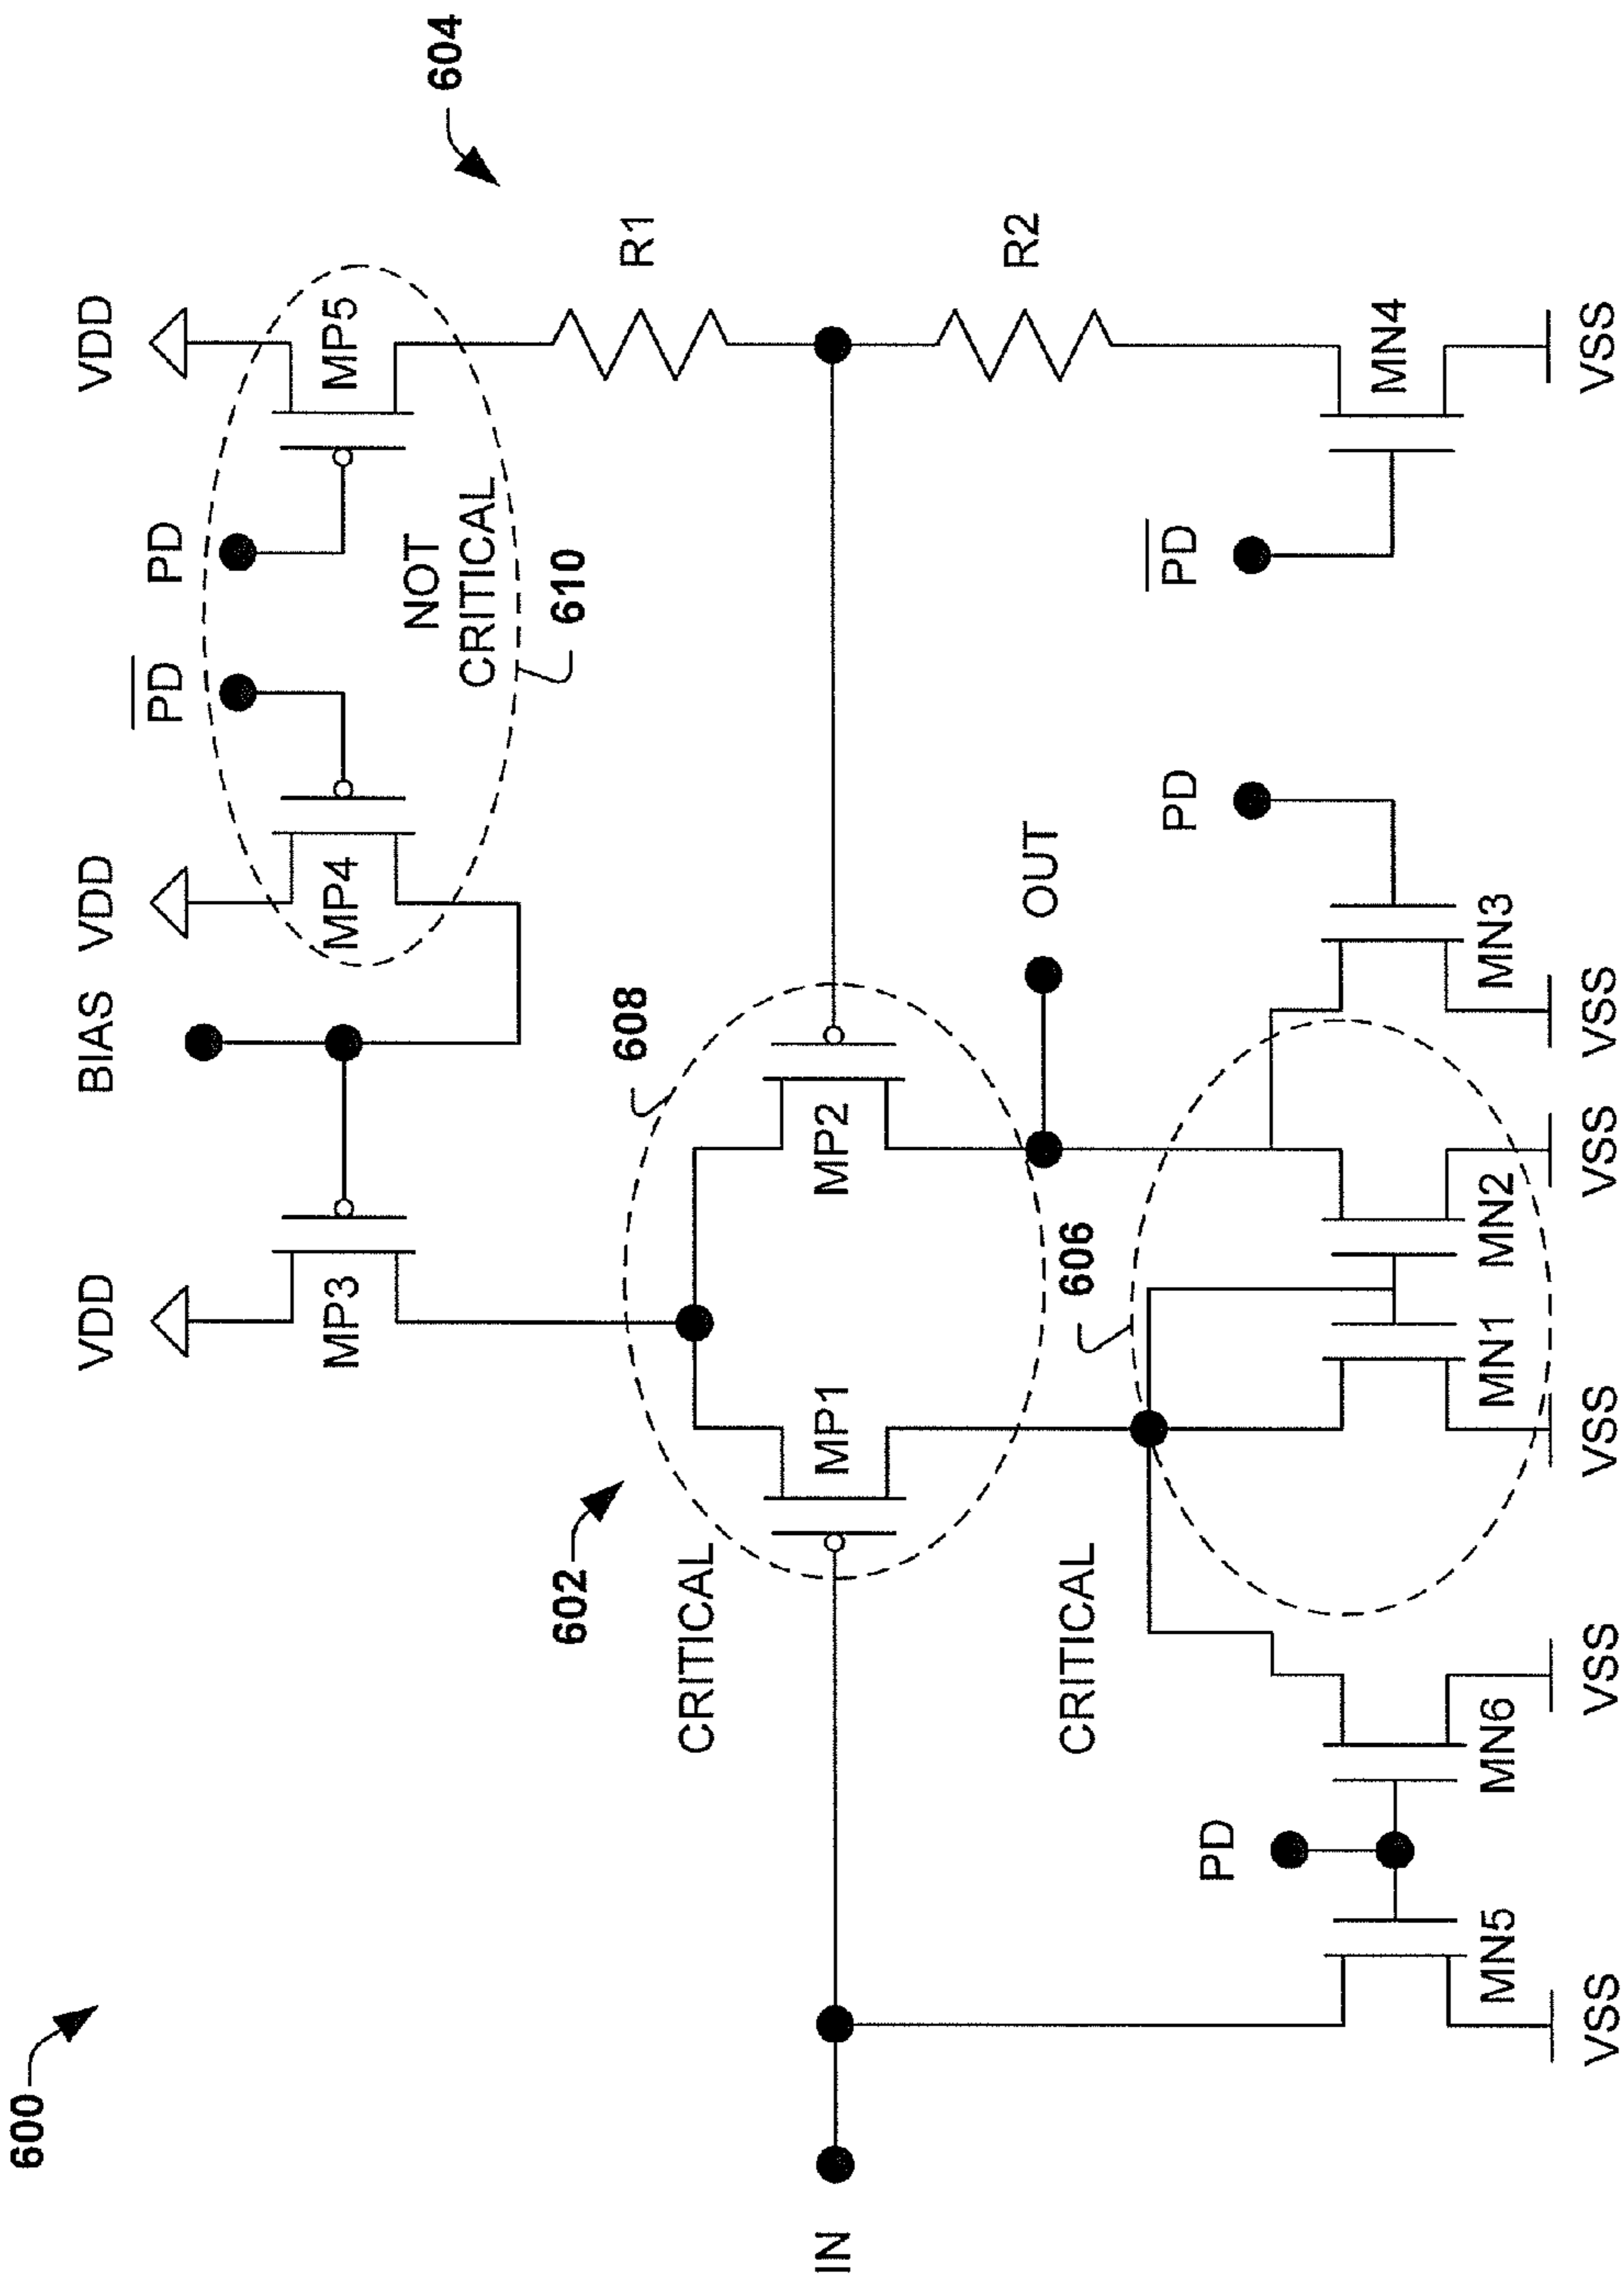 600
VDD
BIAS
VDD
VDD
P̅D̅
PD
MP3
MP4
MP5
NOT
CRITICAL
604
602
608
610
R1
CRITICAL
IN
MP1
MP2
R2
OUT
CRITICAL
606
PD
P̅D̅
PD
MN4
MN5
MN6
MN1
MN2
MN3
VSS
VSS
VSS
VSS
VSS
VSS